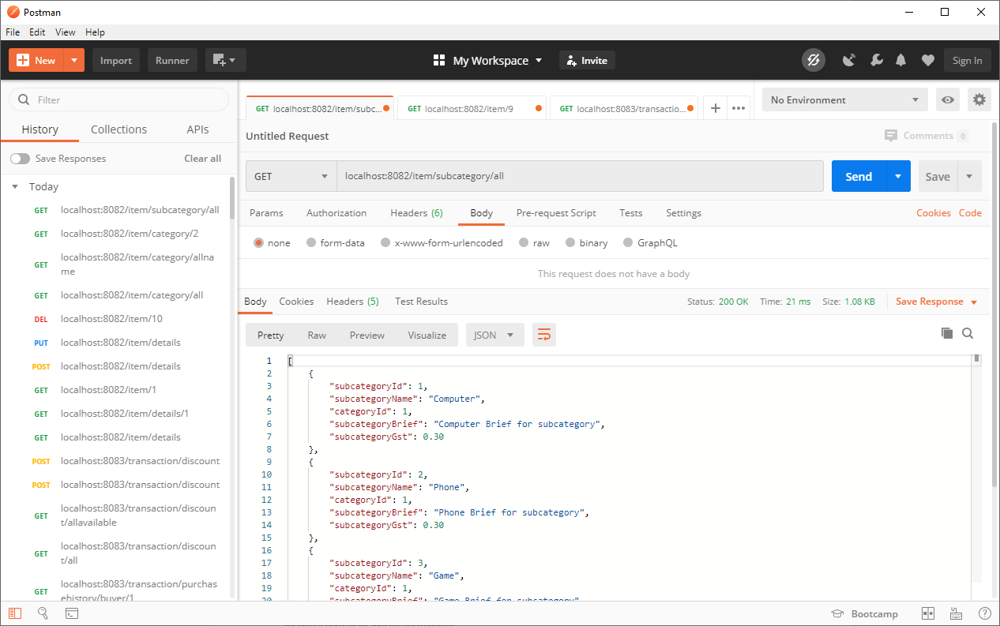 Postman
File Edit View Help
New Import Runner My Workspace Invite Sign In
Filter
History Collections APIs
Save Responses Clear all
Today
GET localhost:8082/item/subcategory/all
GET localhost:8082/item/category/2
GET localhost:8082/item/category/allna
me
GET localhost:8082/item/category/all
DEL localhost:8082/item/10
PUT localhost:8082/item/details
POST localhost:8082/item/details
GET localhost:8082/item/1
GET localhost:8082/item/details/1
GET localhost:8082/item/details
POST localhost:8083/transaction/discount
POST localhost:8083/transaction/discount
GET localhost:8083/transaction/discoun
t/allavailable
GET localhost:8083/transaction/discoun
t/all
GET localhost:8083/transaction/purchas
ehistory/buyer/1
GET localhost:8082/item/subc... GET localhost:8082/item/9 GET localhost:8083/transactio... No Environment
Untitled Request Comments 0
GET localhost:8082/item/subcategory/all Send Save
Params Authorization Headers (6) Body Pre-request Script Tests Settings Cookies Code
none form-data x-www-form-urlencoded raw binary GraphQL
This request does not have a body
Body Cookies Headers (5) Test Results Status: 200 OK Time: 21 ms Size: 1.08 KB Save Response
Pretty Raw Preview Visualize JSON
1 [
2 {
3 "subcategoryId": 1,
4 "subcategoryName": "Computer",
5 "categoryId": 1,
6 "subcategoryBrief": "Computer Brief for subcategory",
7 "subcategoryGst": 0.30
8 },
9 {
10 "subcategoryId": 2,
11 "subcategoryName": "Phone",
12 "categoryId": 1,
13 "subcategoryBrief": "Phone Brief for subcategory",
14 "subcategoryGst": 0.30
15 },
16 {
17 "subcategoryId": 3,
18 "subcategoryName": "Game",
19 "categoryId": 1,
20 "subcategoryBrief": "Game Brief for subcategory"
Bootcamp